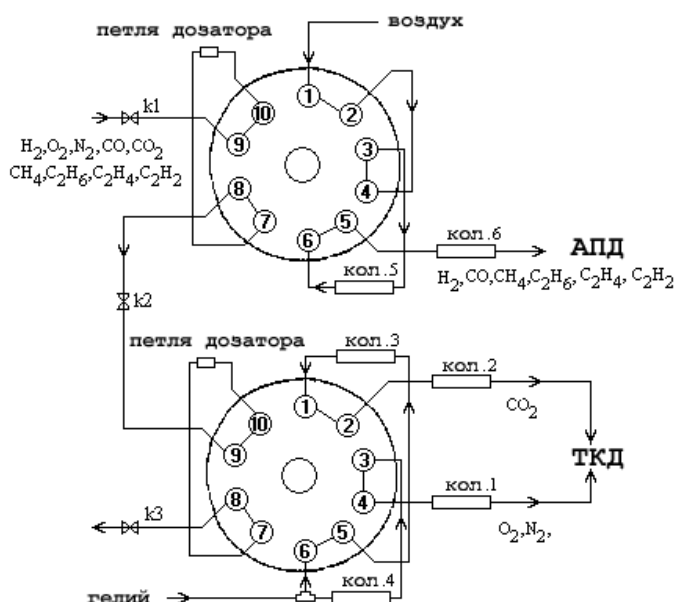 воздух
петля дозатора
k1
H2,O2,N2,CO,CO2
CH4,C2H6,C2H4,C2H2
1
2
3
4
5
6
7
8
9
10
кол.5
кол.6
АПД
H2,CO,CH4,C2H6,C2H4, C2H2
k2
петля дозатора
кол.3
кол.2
CO2
ТКД
кол.1
O2,N2,
1
2
3
4
5
6
7
8
9
10
k3
гелий
кол.4